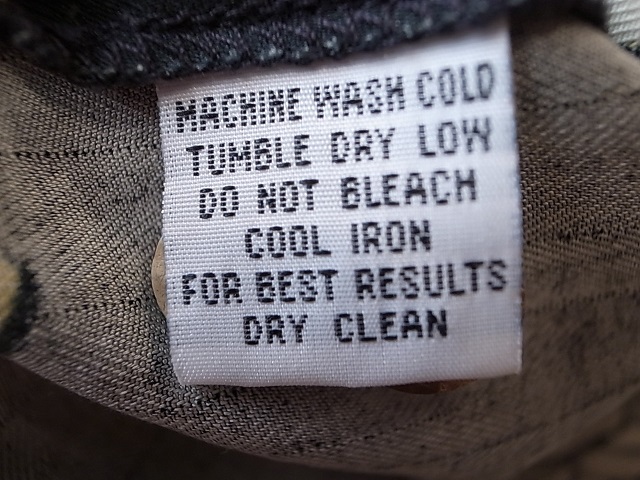 MACHINE WASH COLD
TUMBLE DRY LOW
DO NOT BLEACH
COOL IRON
FOR BEST RESULTS
DRY CLEAN